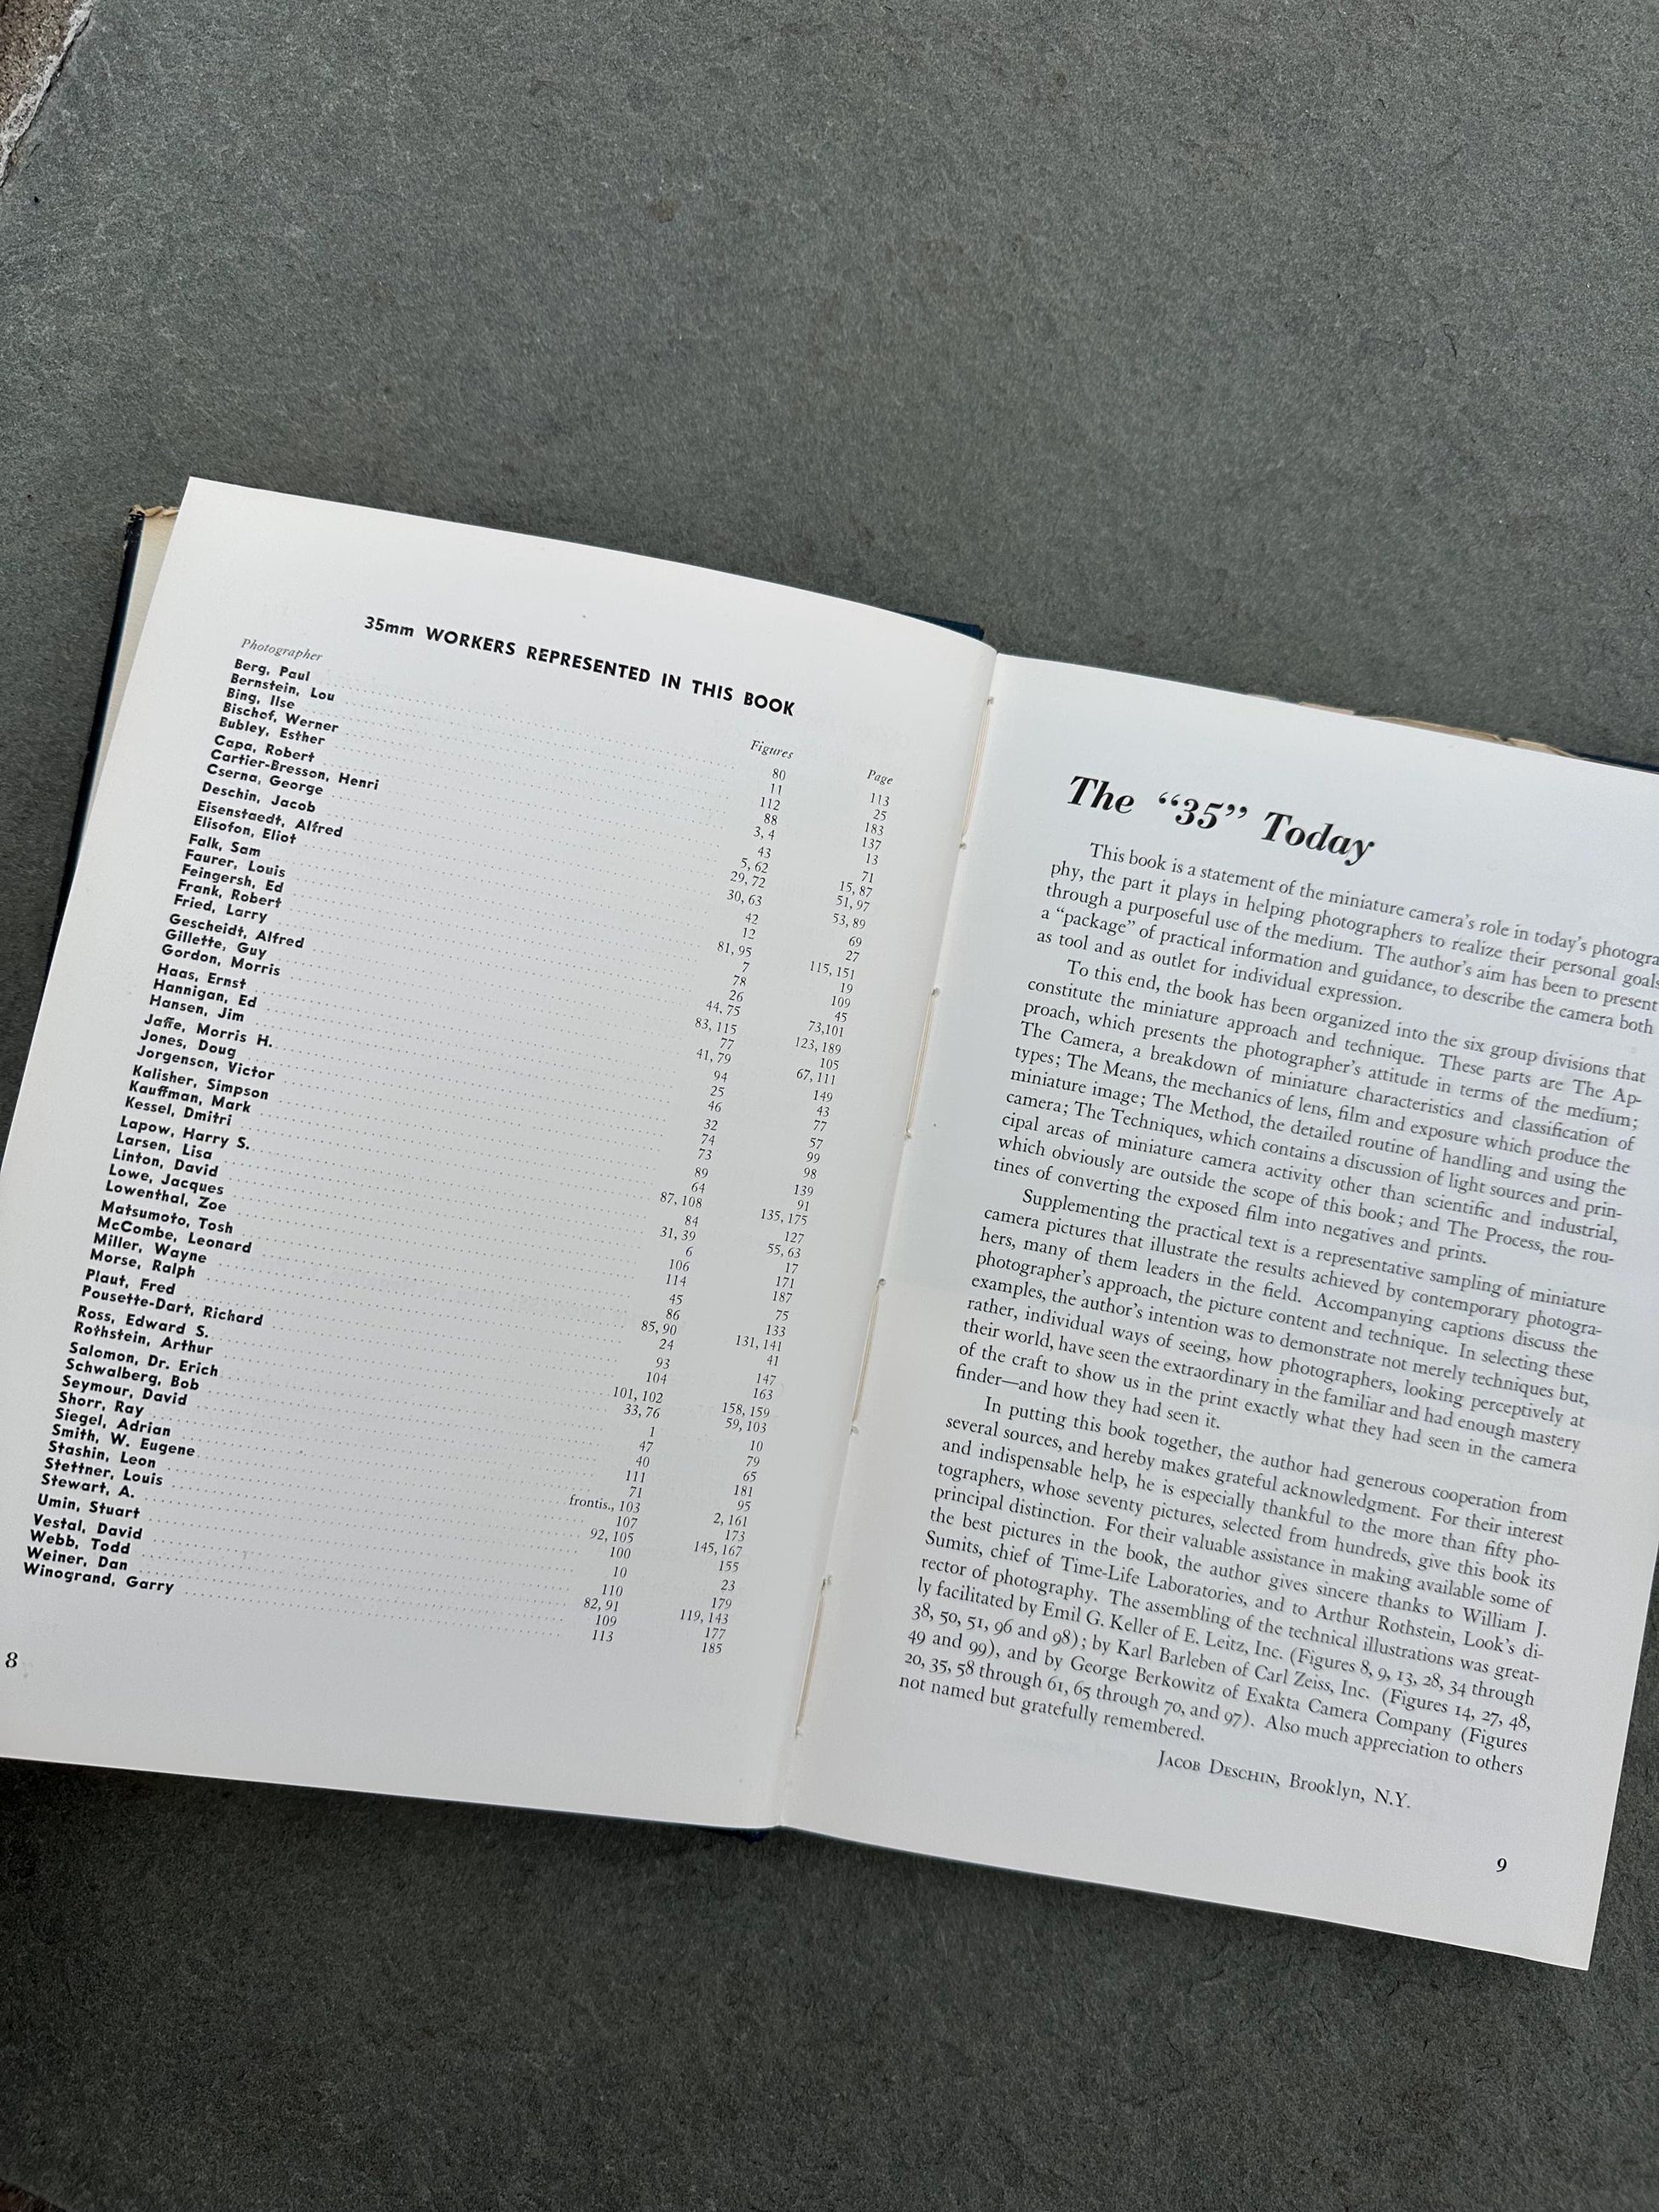 35mm WORKERS REPRESENTED IN THIS BOOK
Photographer Figures Page
Berg, Paul 80 113
Bernstein, Lou 11 25
Bing, Ilse 112 183
Bischof, Werner 88 137
Bubley, Esther 3, 4 13
Capa, Robert 43 71
Cartier-Bresson, Henri 5, 62 15, 87
Cserna, George 29, 72 51, 97
Deschin, Jacob 30, 63 53, 89
Eisenstaedt, Alfred 42 69
Elisofon, Eliot 12 27
Falk, Sam 81, 95 115, 151
Faurer, Louis 7 19
Feingersh, Ed 78 109
Frank, Robert 26 45
Fried, Larry 44, 75 73,101
Gescheidt, Alfred 83, 115 123, 189
Gillette, Guy 77 105
Gordon, Morris 41, 79 67, 111
Haas, Ernst 94 149
Hannigan, Ed 25 43
Hansen, Jim 46 77
Jaffe, Morris H. 32 57
Jones, Doug 74 99
Jorgenson, Victor 73 98
Kalisher, Simpson 89 139
Kauffman, Mark 64 91
Kessel, Dmitri 87, 108 135, 175
Lapow, Harry S. 84 127
Larsen, Lisa 31, 39 55, 63
Linton, David 6 17
Lowe, Jacques 106 171
Lowenthal, Zoe 114 187
Matsumoto, Tosh 45 75
McCombe, Leonard 86 133
Miller, Wayne 85, 90 131, 141
Morse, Ralph 24 41
Plaut, Fred 93 147
Pousette-Dart, Richard 104 163
Ross, Edward S. 101, 102 158, 159
Rothstein, Arthur 33, 76 59, 103
Salomon, Dr. Erich 1 10
Schwalberg, Bob 47 79
Seymour, David 40 65
Shorr, Ray 111 181
Siegel, Adrian 71 95
Smith, W. Eugene frontis., 103 2, 161
Stashin, Leon 107 173
Stettner, Louis 92, 105 145, 167
Stewart, A. 100 155
Umin, Stuart 10 23
Vestal, David 110 179
Webb, Todd 82, 91 119, 143
Weiner, Dan 109 177
Winogrand, Garry 113 185
8
The “35” Today
This book is a statement of the miniature camera's role in today's photogra
phy, the part it plays in helping photographers to realize their personal goals
through a purposeful use of the medium. The author's aim has been to present
a “package” of practical information and guidance, to describe the camera both
as tool and as outlet for individual expression.
To this end, the book has been organized into the six group divisions that
constitute the miniature approach and technique. These parts are The Ap-
proach, which presents the photographer's attitude in terms of the medium;
The Camera, a breakdown of miniature characteristics and classification of
types; The Means, the mechanics of lens, film and exposure which produce the
miniature image; The Method, the detailed routine of handling and using the
camera; The Techniques, which contains a discussion of light sources and prin-
cipal areas of miniature camera activity other than scientific and industrial,
which obviously are outside the scope of this book; and The Process, the rou-
tines of converting the exposed film into negatives and prints.
Supplementing the practical text is a representative sampling of miniature
camera pictures that illustrate the results achieved by contemporary photogra-
hers, many of them leaders in the field. Accompanying captions discuss the
photographer's approach, the picture content and technique. In selecting these
examples, the author's intention was to demonstrate not merely techniques but,
rather, individual ways of seeing, how photographers, looking perceptively at
their world, have seen the extraordinary in the familiar and had enough mastery
of the craft to show us in the print exactly what they had seen in the camera
finder—and how they had seen it.
In putting this book together, the author had generous cooperation from
several sources, and hereby makes grateful acknowledgment. For their interest
and indispensable help, he is especially thankful to the more than fifty pho-
tographers, whose seventy pictures, selected from hundreds, give this book its
principal distinction. For their valuable assistance in making available some of
the best pictures in the book, the author gives sincere thanks to William J.
Sumits, chief of Time-Life Laboratories, and to Arthur Rothstein, Look's di-
rector of photography. The assembling of the technical illustrations was great-
ly facilitated by Emil G. Keller of E. Leitz, Inc. (Figures 8, 9, 13, 28, 34 through
38, 50, 51, 96 and 98); by Karl Barleben of Carl Zeiss, Inc. (Figures 14, 27, 48,
49 and 99), and by George Berkowitz of Exakta Camera Company (Figures
20, 35, 58 through 61, 65 through 70, and 97). Also much appreciation to others
not named but gratefully remembered.
Jacob Deschin, Brooklyn, N.Y.
9